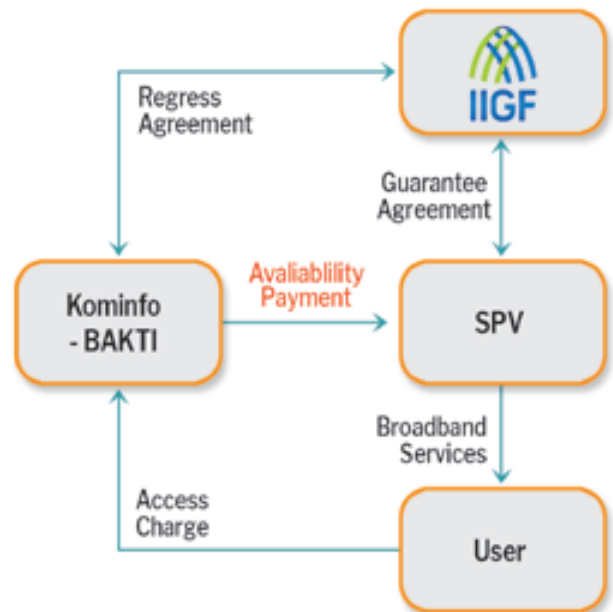 IIGF
Regress
Agreement
Guarantee
Agreement
Kominfo
- BAKTI
Avaliablility
Payment
SPV
Broadband
Services
Access
Charge
User